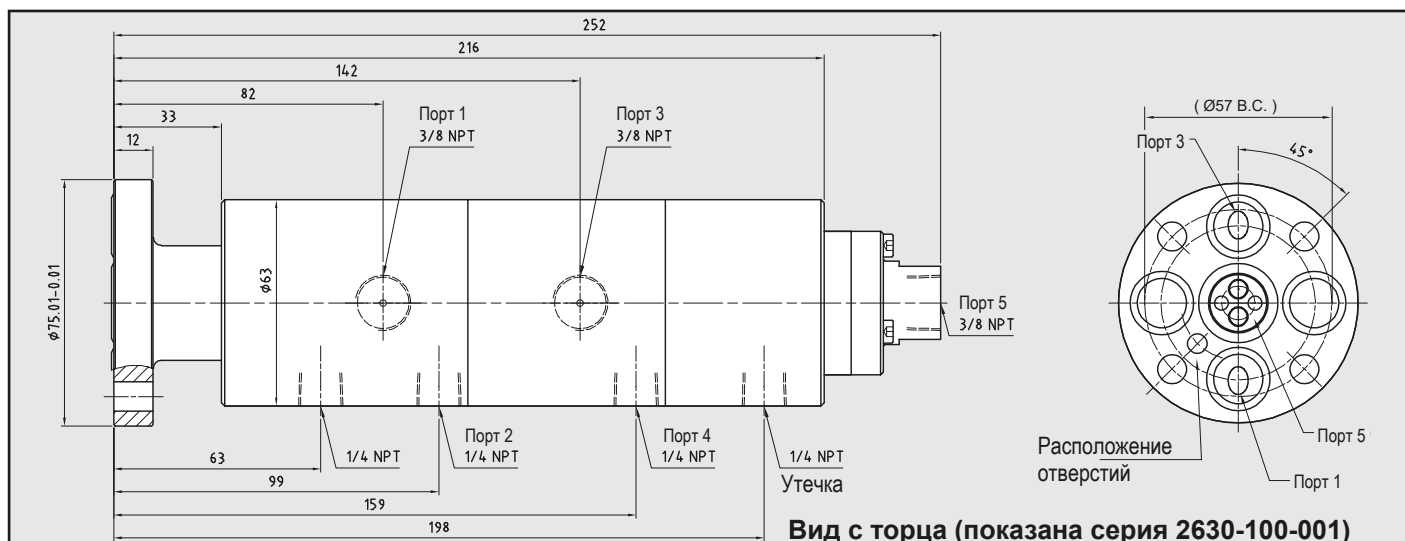 252
216
142
82
33
12
Порт 1
3/8 NPT
Порт 3
3/8 NPT
Ø75.01-0.01
Ø63
Порт 5
3/8 NPT
1/4 NPT
Порт 2
1/4 NPT
Порт 4
1/4 NPT
1/4 NPT
Утечка
63
99
159
198
( Ø57 B.C. )
Порт 3
45°
Порт 5
Расположение
отверстий
Порт 1
Вид с торца (показана серия 2630-100-001)